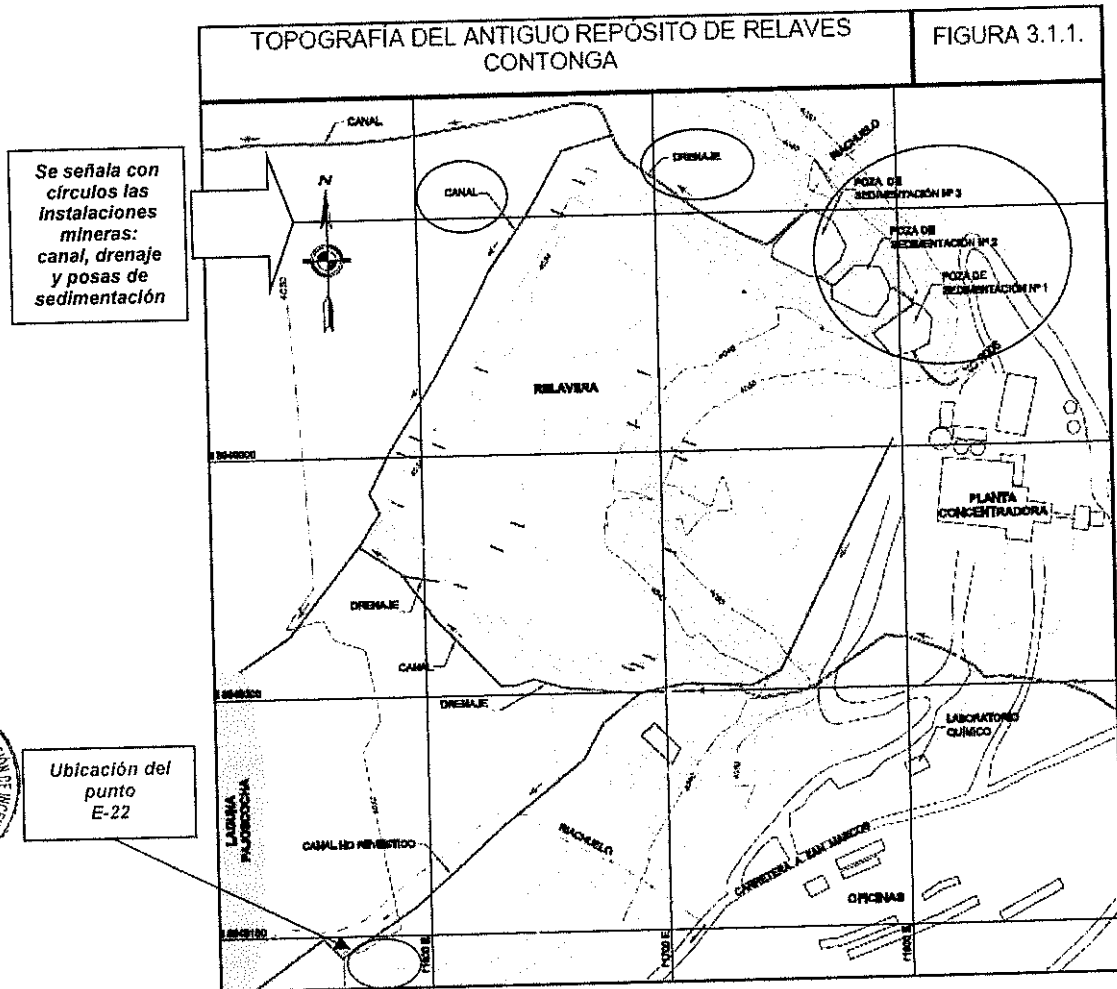 TOPOGRAFÍA DEL ANTIGUO REPÓSITO DE RELAVES
CONTONGA
FIGURA 3.1.1.
Se señala con
círculos las
instalaciones
mineras:
canal, drenaje
y posas de
sedimentación
CANAL
N
CANAL
DRENAJE
RIACHUELO
POZA DE
SEDIMENTACIÓN Nº 3
POZA DE
SEDIMENTACIÓN Nº 2
POZA DE
SEDIMENTACIÓN Nº 1
RELAVERA
PLANTA
CONCENTRADORA
DRENAJE
CANAL
DRENAJE
LABORATORIO
QUÍMICO
Ubicación del
punto
E-22
LAGUNA
PAJOSCOCHA
CANAL NO REVESTIDO
RIACHUELO
CARRETERA A SAN MARCOS
OFICINAS